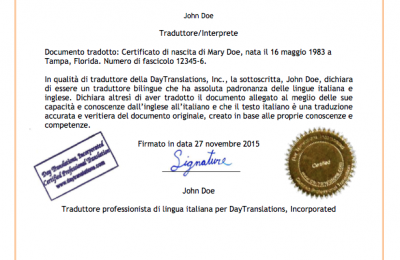 John Doe
Traduttore/Interprete
Documento tradotto: Certificato di nascita di Mary Doe, nata il 16 maggio 1983 a
Tampa, Florida. Numero di fascicolo 12345-6.
In qualità di traduttore della DayTranslations, Inc., la sottoscritta, John Doe, dichiara
di essere un traduttore bilingue che ha assoluta padronanza delle lingue italiana e
inglese. Dichiara altresì di aver tradotto il documento allegato al meglio delle sue
capacità e conoscenze dall'inglese all'italiano e che il testo italiano è una traduzione
accurata e veritiera del documento originale, creato in base alle proprie conoscenze e
competenze.
Firmato in data 27 novembre 2015
Signature
Day Translations, Incorporated
Certified Professional Translation
www.daytranslations.com
Certified
John Doe
Traduttore professionista di lingua italiana per DayTranslations, Incorporated